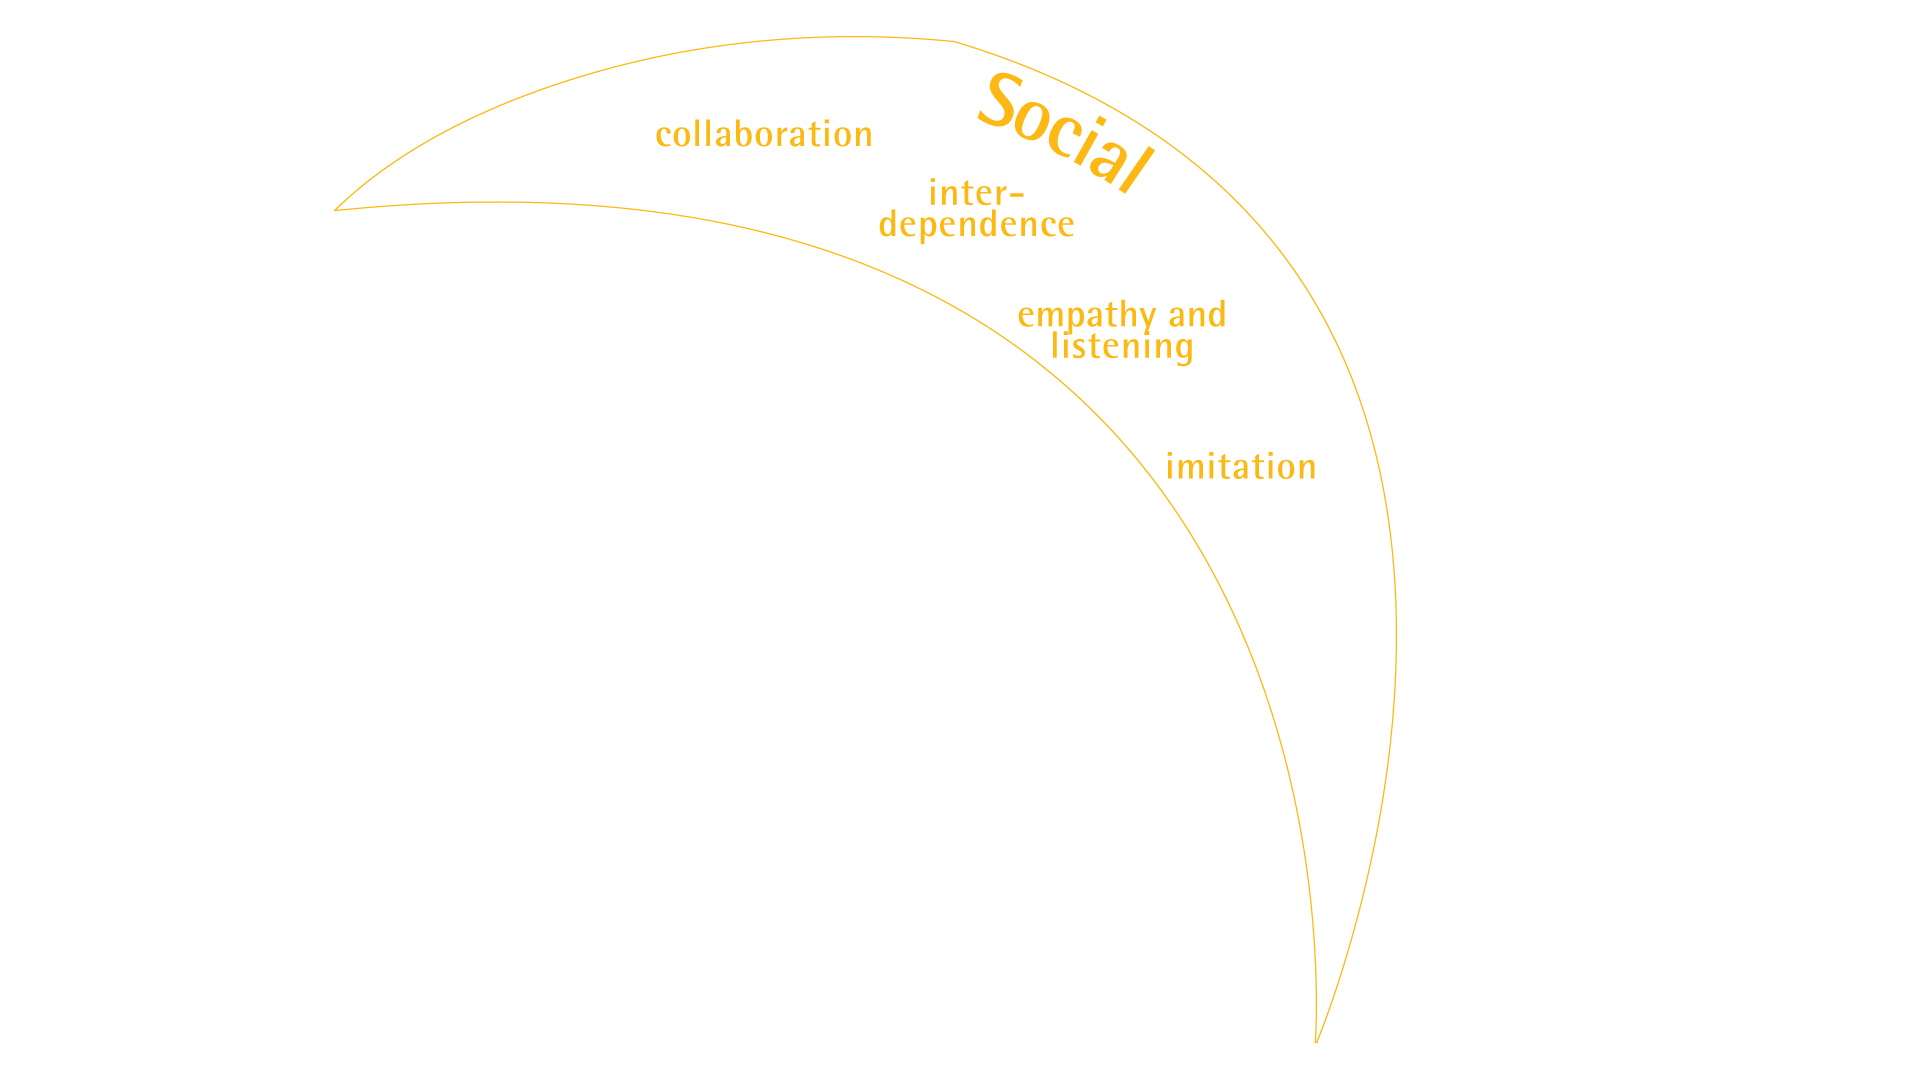 Social
collaboration
inter-
dependence
empathy and
listening
imitation